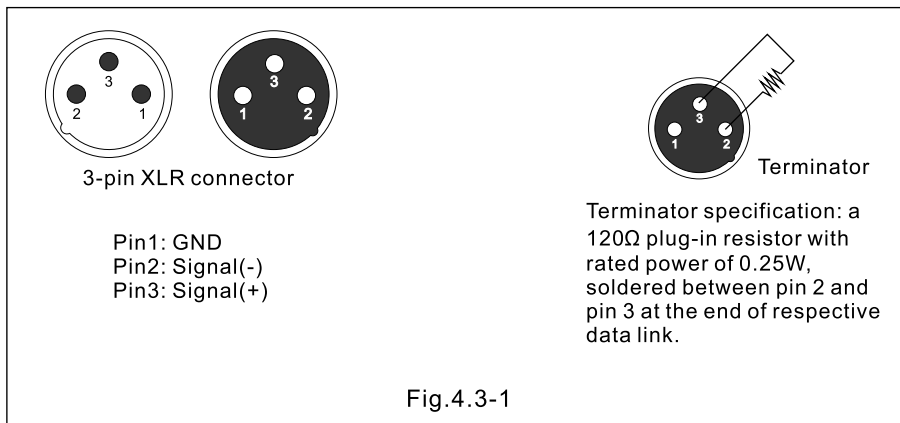 3
2 1
3
1 2
3-pin XLR connector
Pin1: GND
Pin2: Signal(-)
Pin3: Signal(+)
3
1 2
Terminator
Terminator specification: a
120Ω plug-in resistor with
rated power of 0.25W,
soldered between pin 2 and
pin 3 at the end of respective
data link.
Fig.4.3-1